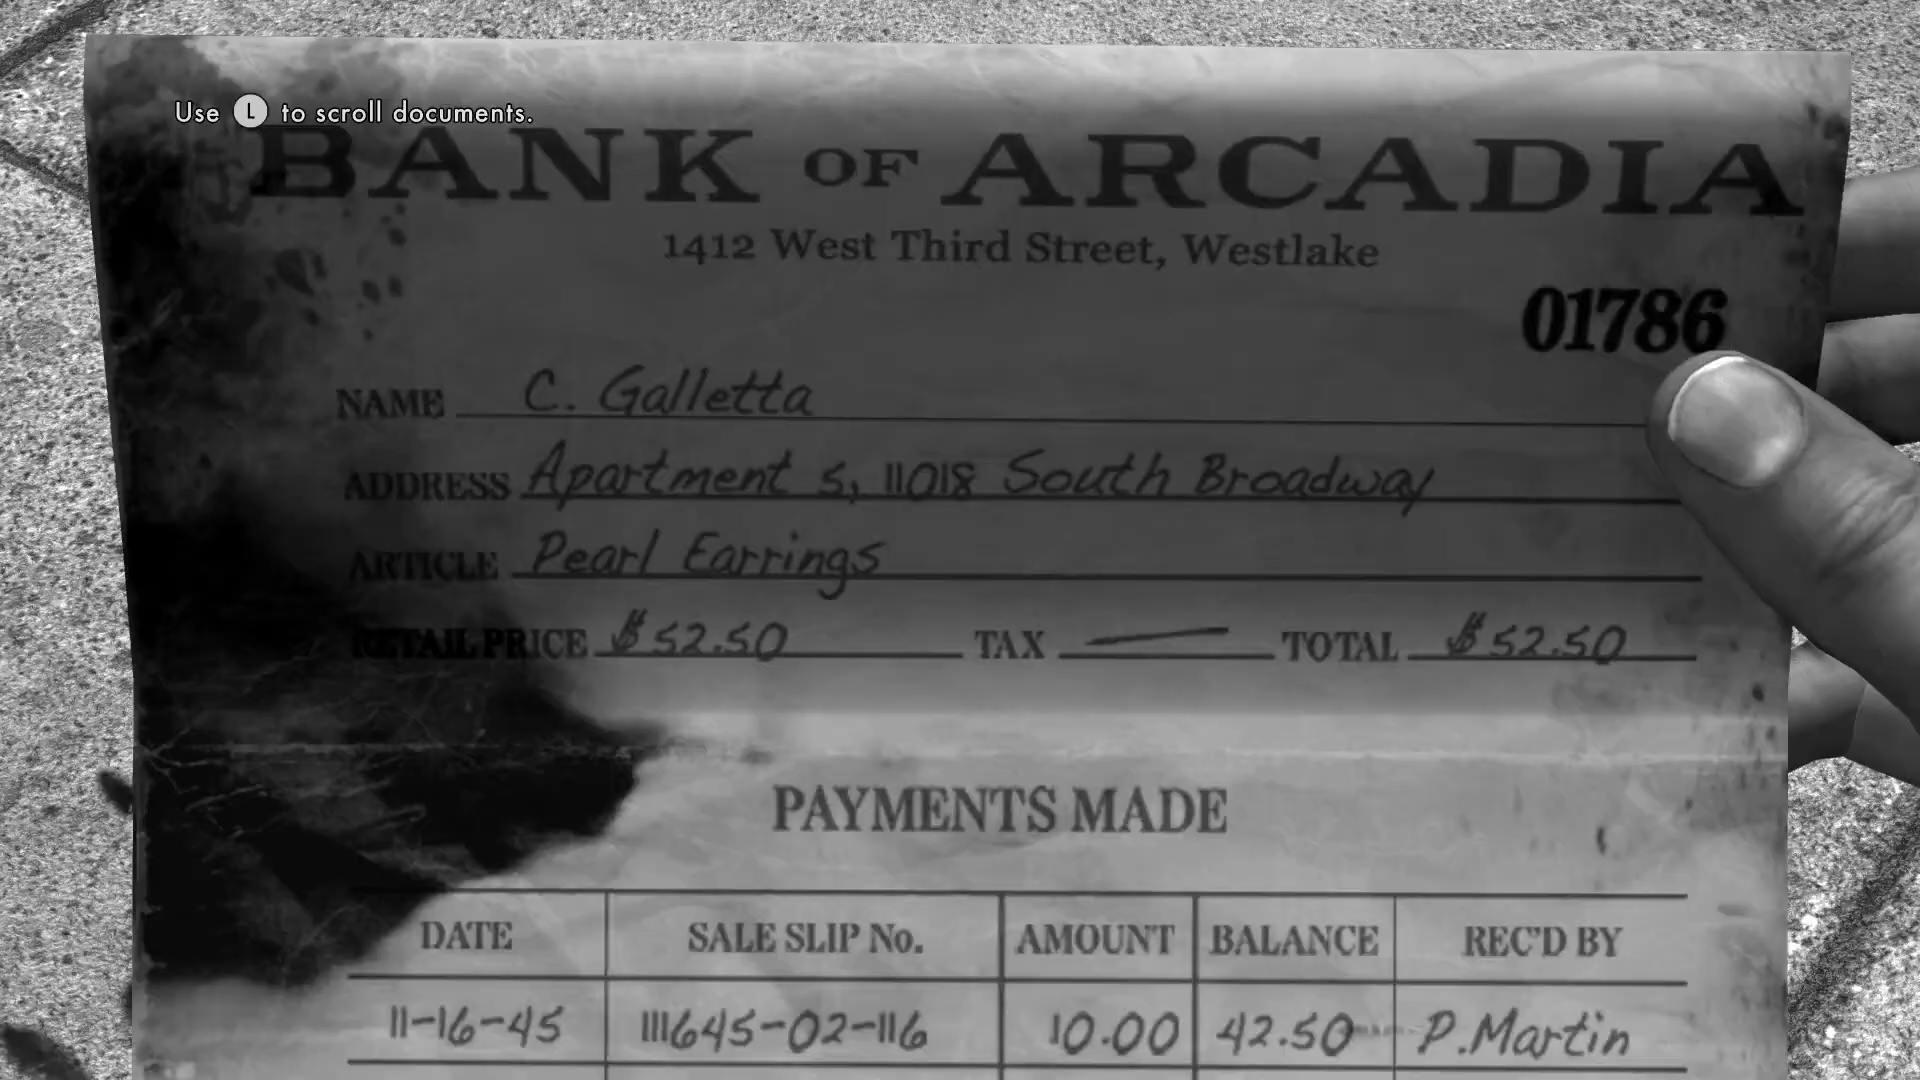 Use L to scroll documents.
BANK OF ARCADIA
1412 West Third Street, Westlake
01786
NAME C. Galletta
ADDRESS Apartment 5, 11018 South Broadway
ARTICLE Pearl Earrings
RETAIL PRICE $52.50 TAX — TOTAL $52.50
PAYMENTS MADE
DATE SALE SLIP No. AMOUNT BALANCE REC'D BY
11-16-45 111645-02-116 10.00 42.50 P.Martin